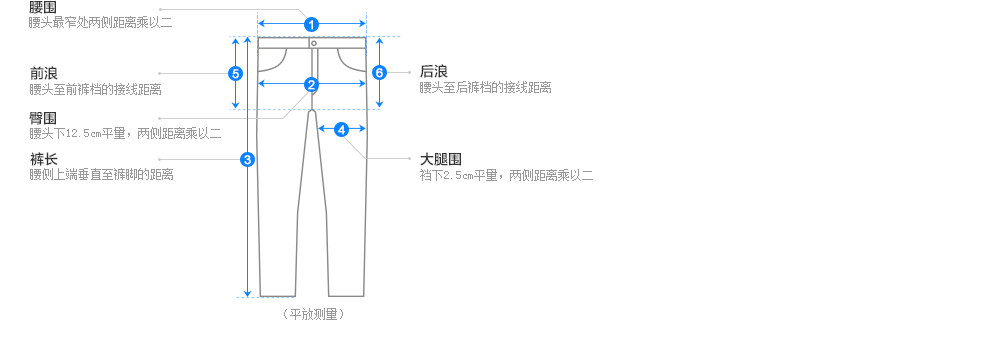 腰围
腰头最窄处两侧距离乘以二
1
前浪
腰头至前裤档的接线距离
5
6
后浪
腰头至后裤档的接线距离
2
臀围
腰头下12.5cm平量，两侧距离乘以二
4
裤长
腰侧上端垂直至裤脚的距离
3
大腿围
裆下2.5cm平量，两侧距离乘以二
（平放测量）